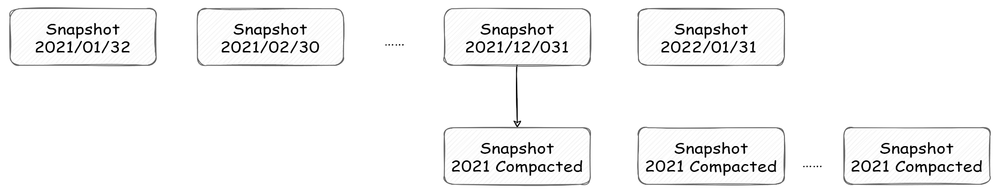 Snapshot
2021/01/32
Snapshot
2021/02/30
......
Snapshot
2021/12/031
Snapshot
2022/01/31
Snapshot
2021 Compacted
Snapshot
2021 Compacted
......
Snapshot
2021 Compacted